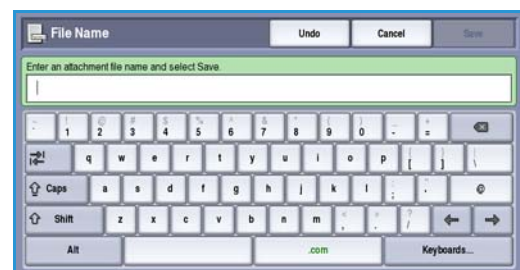 File Name Undo Cancel Save
Enter an attachment file name and select Save.
~ ` ! 1 @ 2 # 3 $ 4 % 5 ^ 6 & 7 * 8 ( 9 ) 0 _ - + =
q w e r t y u i o p { [ } ] | \
Caps a s d f g h j k l : ; " ' @
Shift z x c v b n m < , > . ? /
Alt .com Keyboards...